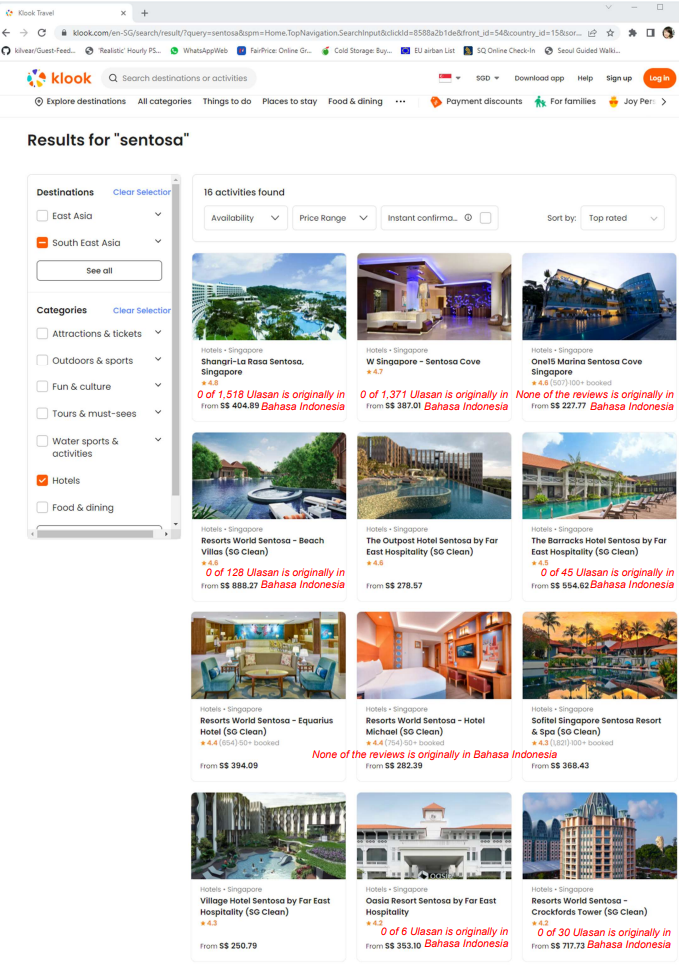 Klook Travel
klook.com/en-SG/search/result/?query=sentosa&spm=Home.TopNavigation.SearchInput&clickId=8588a2b1de&front_id=54&country_id=15&sor...
kilvear/Guest-Feed... 'Realistic' Hourly PS... WhatsAppWeb FairPrice: Online Gr... Cold Storage: Buy... EU airban List SQ Online Check-In Seoul Guided Walki...
klook Search destinations or activities SGD Download app Help Sign up Log in
Explore destinations All categories Things to do Places to stay Food & dining ... Payment discounts For families Joy Pers
Results for "sentosa"
Destinations Clear Selection
East Asia
South East Asia
See all
Categories Clear Selection
Attractions & tickets
Outdoors & sports
Fun & culture
Tours & must-sees
Water sports &
activities
Hotels
Food & dining
16 activities found
Availability Price Range Instant confirma... Sort by: Top rated
Hotels • Singapore
Shangri-La Rasa Sentosa,
Singapore
★ 4.8
0 of 1,518 Ulasan is originally in
From S$ 404.89 Bahasa Indonesia
Hotels • Singapore
W Singapore - Sentosa Cove
★ 4.7
0 of 1,371 Ulasan is originally in
From S$ 387.01 Bahasa Indonesia
Hotels • Singapore
One15 Marina Sentosa Cove
Singapore
★ 4.6 (507)·100+ booked
None of the reviews is originally in
From S$ 227.77 Bahasa Indonesia
Hotels • Singapore
Resorts World Sentosa - Beach
Villas (SG Clean)
★ 4.6
0 of 128 Ulasan is originally in
From S$ 888.27 Bahasa Indonesia
Hotels • Singapore
The Outpost Hotel Sentosa by Far
East Hospitality (SG Clean)
★ 4.6
From S$ 278.57
Hotels • Singapore
The Barracks Hotel Sentosa by Far
East Hospitality (SG Clean)
★ 4.5
0 of 45 Ulasan is originally in
From S$ 554.62 Bahasa Indonesia
Hotels • Singapore
Resorts World Sentosa - Equarius
Hotel (SG Clean)
★ 4.4 (654)·50+ booked
From S$ 394.09
Hotels • Singapore
Resorts World Sentosa - Hotel
Michael (SG Clean)
★ 4.4 (754)·50+ booked
None of the reviews is originally in Bahasa Indonesia
From S$ 282.39
Hotels • Singapore
Sofitel Singapore Sentosa Resort
& Spa (SG Clean)
★ 4.3 (1,821)·100+ booked
From S$ 368.43
Hotels • Singapore
Village Hotel Sentosa by Far East
Hospitality (SG Clean)
★ 4.3
From S$ 250.79
oasia
Hotels • Singapore
Oasia Resort Sentosa by Far East
Hospitality
★ 4.2
0 of 6 Ulasan is originally in
From S$ 353.10 Bahasa Indonesia
Hotels • Singapore
Resorts World Sentosa -
Crockfords Tower (SG Clean)
★ 4.2
0 of 30 Ulasan is originally in
From S$ 717.73 Bahasa Indonesia